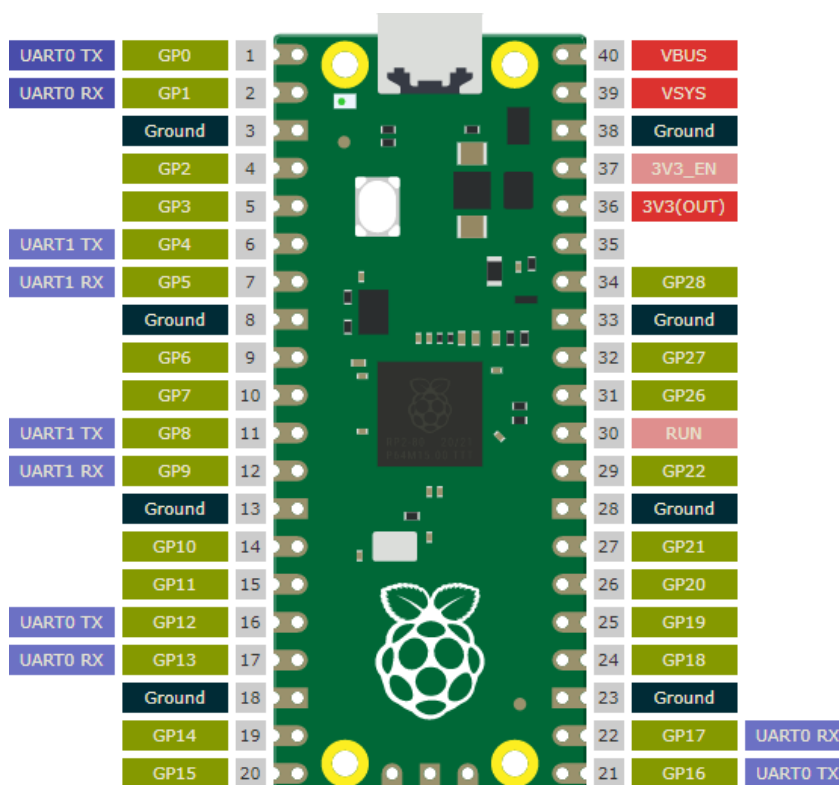 UART0 TX GP0 1 40 VBUS
UART0 RX GP1 2 39 VSYS
Ground 3 38 Ground
GP2 4 37 3V3_EN
GP3 5 36 3V3(OUT)
UART1 TX GP4 6 35
UART1 RX GP5 7 34 GP28
Ground 8 33 Ground
GP6 9 32 GP27
GP7 10 31 GP26
UART1 TX GP8 11 30 RUN
UART1 RX GP9 12 29 GP22
Ground 13 28 Ground
GP10 14 27 GP21
GP11 15 26 GP20
UART0 TX GP12 16 25 GP19
UART0 RX GP13 17 24 GP18
Ground 18 23 Ground
GP14 19 22 GP17 UART0 RX
GP15 20 21 GP16 UART0 TX